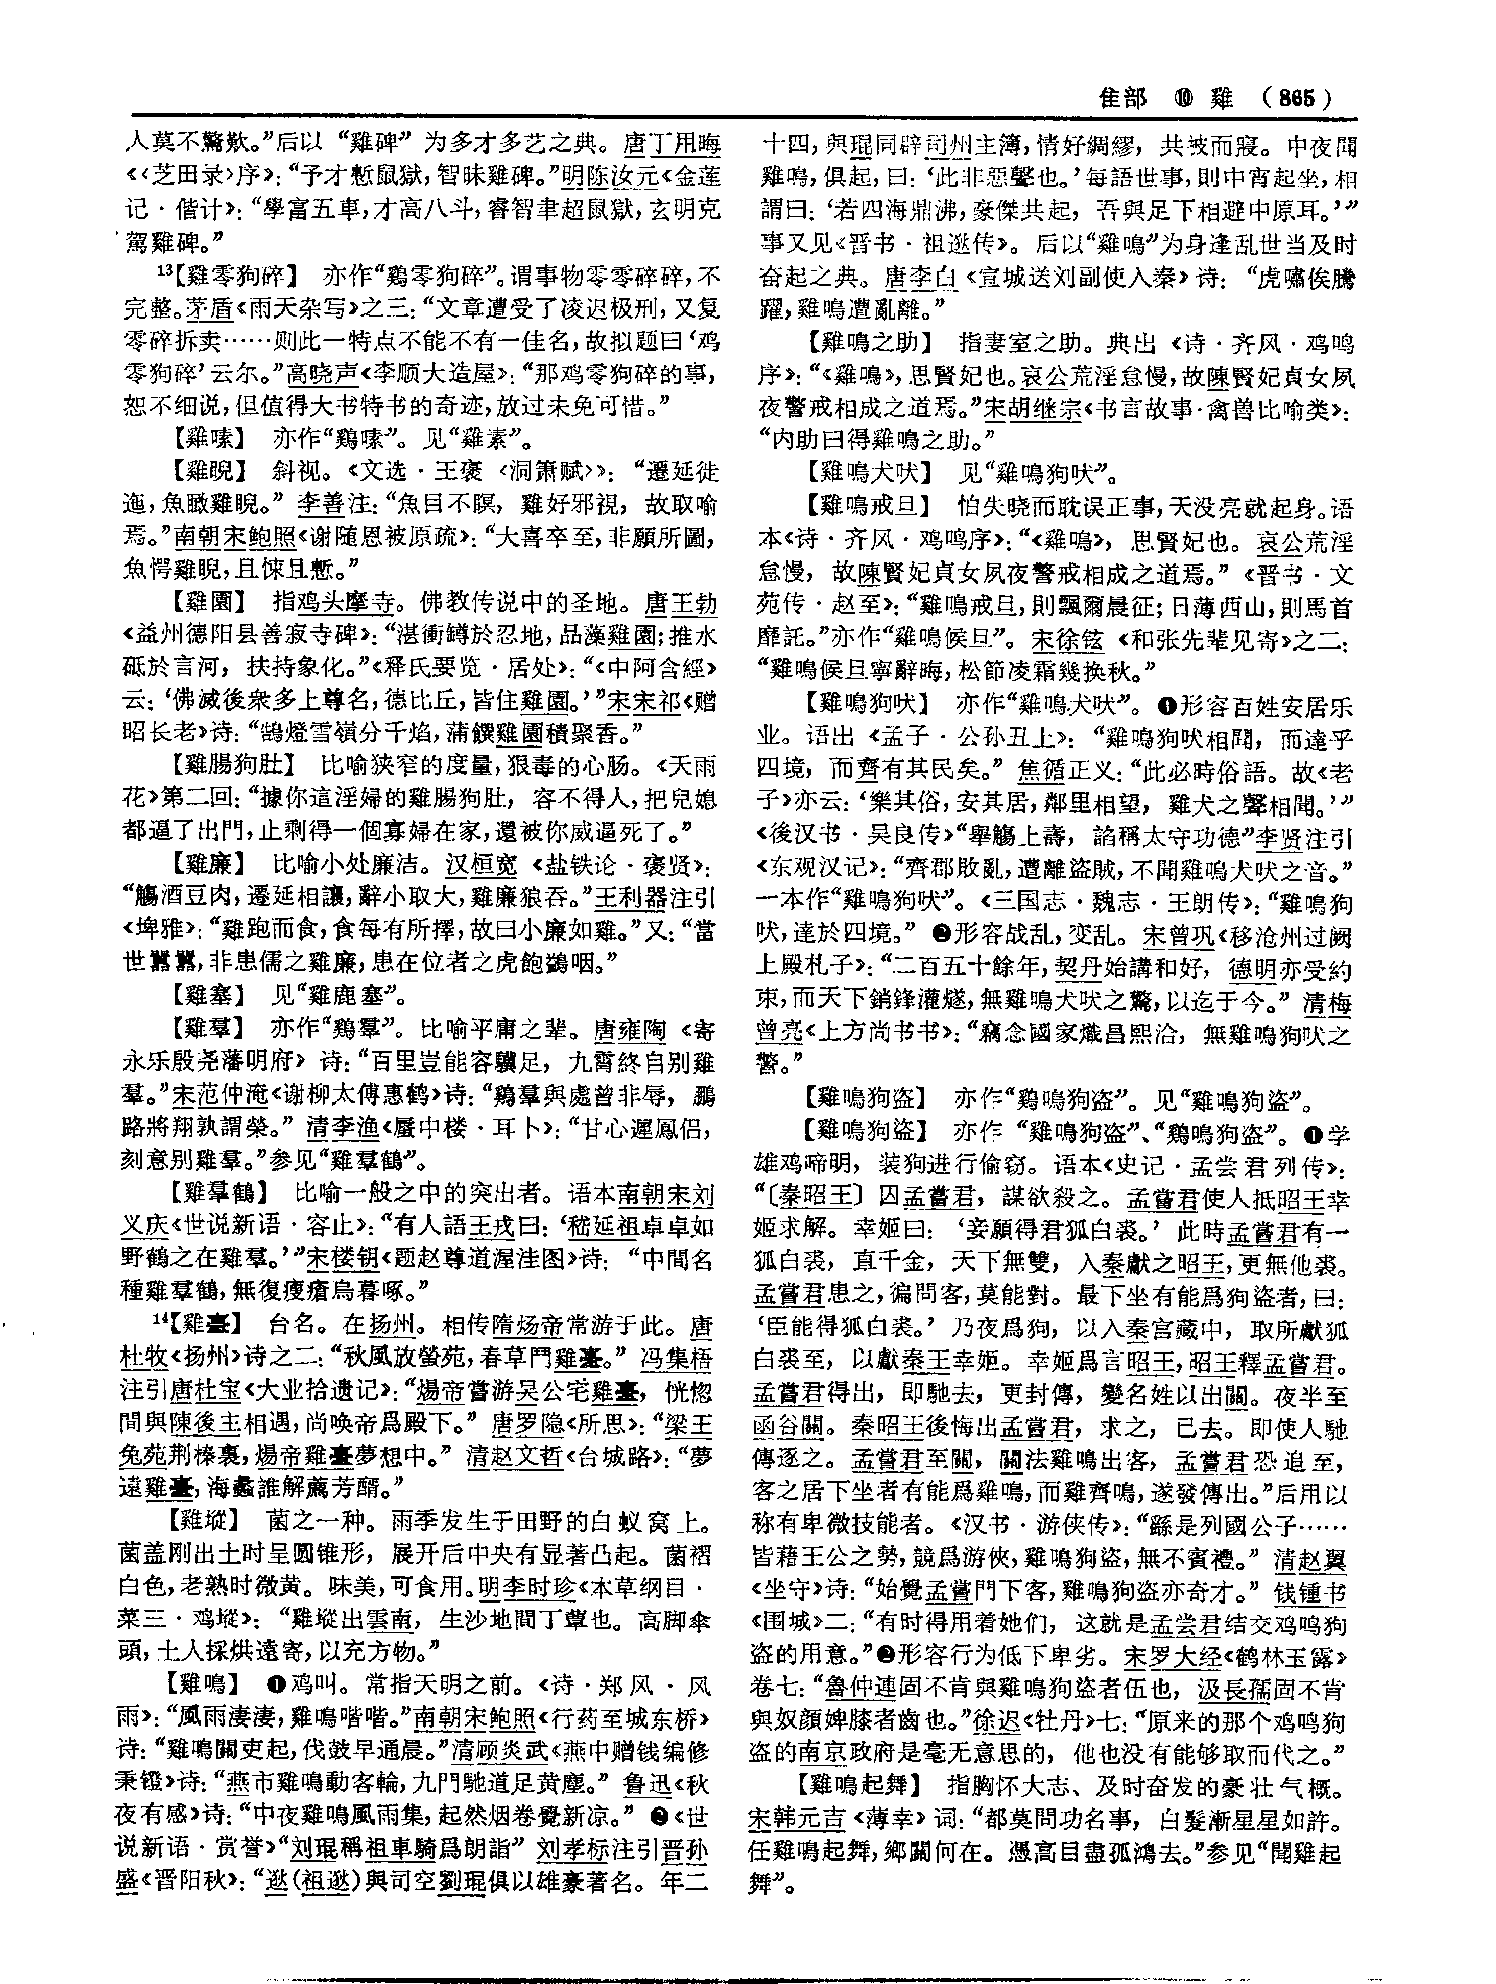 隹部　⑩　雞　（865）
人莫不驚歎。”后以“雞碑”为多才多艺之典。唐丁用晦
《〈芝田录〉序》：“予才慙鼠獄，智昧雞碑。”明陈汝元《金莲
记·偕计》：“學富五車，才高八斗，睿智聿超鼠獄，玄明克
駕雞碑。”
13【雞零狗碎】　亦作“鷄零狗碎”。谓事物零零碎碎，不
完整。茅盾《雨天杂写》之三：“文章遭受了凌迟极刑，又复
零碎拆卖……则此一特点不能不有一佳名，故拟题曰‘鸡
零狗碎’云尔。”高晓声《李顺大造屋》：“那鸡零狗碎的事，
恕不细说，但值得大书特书的奇迹，放过未免可惜。”
【雞嗉】　亦作“鷄嗉”。见“雞素”。
【雞睨】　斜视。《文选·王褒〈洞箫赋〉》：“遷延徙
迤，魚瞰雞睨。”李善注：“魚目不瞑，雞好邪視，故取喻
焉。”南朝宋鲍照《谢随恩被原疏》：“大喜卒至，非願所圖，
魚愕雞睨，且悚且慙。”
【雞園】　指鸡头摩寺。佛教传说中的圣地。唐王勃
《益州德阳县善寂寺碑》：“湛衝罇於忍地，品藻雞園；推水
砥於言河，扶持象化。”《释氏要览·居处》：“《中阿含經》
云：‘佛滅後衆多上尊名，德比丘，皆住雞園。’”宋宋祁《赠
昭长老》诗：“鵠燈雪嶺分千焰，蒲饌雞園積聚香。”
【雞腸狗肚】　比喻狭窄的度量，狠毒的心肠。《天雨
花》第二回：“據你這淫婦的雞腸狗肚，容不得人，把兒媳
都逼了出門，止剩得一個寡婦在家，還被你威逼死了。”
【雞廉】　比喻小处廉洁。汉桓宽《盐铁论·褒贤》：
“觴酒豆肉，遷延相讓，辭小取大，雞廉狼吞。”王利器注引
《埤雅》：“雞跑而食，食每有所擇，故曰小廉如雞。”又：“當
世囂囂，非患儒之雞廉，患在位者之虎飽鴟咽。”
【雞塞】　见“雞鹿塞”。
【雞羣】　亦作“鷄羣”。比喻平庸之辈。唐雍陶《寄
永乐殷尧藩明府》诗：“百里豈能容驥足，九霄終自别雞
羣。”宋范仲淹《谢柳太傅惠鹤》诗：“鷄羣與處曾非辱，鵬
路將翔孰謂榮。”清李渔《蜃中楼·耳卜》：“甘心遲鳳侣，
刻意别雞羣。”参见“雞羣鶴”。
【雞羣鶴】　比喻一般之中的突出者。语本南朝宋刘
义庆《世说新语·容止》：“有人語王戎曰：‘嵇延祖卓卓如
野鶴之在雞羣。’”宋楼钥《题赵尊道渥洼图》诗：“中間名
種雞羣鶴，無復瘦瘡烏暮啄。”
14【雞臺】　台名。在扬州。相传隋炀帝常游于此。唐
杜牧《扬州》诗之二：“秋風放螢苑，春草鬥雞臺。”冯集梧
注引唐杜宝《大业拾遗记》：“煬帝嘗游吴公宅雞臺，恍惚
間與陳後主相遇，尚唤帝爲殿下。”唐罗隐《所思》：“梁王
兔苑荆榛裏，煬帝雞臺夢想中。”清赵文哲《台城路》：“夢
遠雞臺，海蠡誰解薦芳醑。”
【雞㙡】　菌之一种。雨季发生于田野的白蚁窝上。
菌盖刚出土时呈圆锥形，展开后中央有显著凸起。菌褶
白色，老熟时微黄。味美，可食用。明李时珍《本草纲目·
菜三·鸡㙡》：“雞㙡出雲南，生沙地間丁蕈也。高脚傘
頭，土人採烘遠寄，以充方物。”
【雞鳴】　❶鸡叫。常指天明之前。《诗·郑风·风
雨》：“風雨淒淒，雞鳴喈喈。”南朝宋鲍照《行药至城东桥》
诗：“雞鳴關吏起，伐鼓早通晨。”清顾炎武《燕中赠钱编修
秉镫》诗：“燕市雞鳴動客輪，九門馳道足黄塵。”鲁迅《秋
夜有感》诗：“中夜雞鳴風雨集，起然烟卷覺新凉。”❷《世
说新语·赏誉》“刘琨稱祖車騎爲朗詣”刘孝标注引晋孙
盛《晋阳秋》：“逖（祖逖）與司空劉琨俱以雄豪著名。年二
十四，與琨同辟司州主簿，情好綢繆，共被而寢。中夜聞
雞鳴，俱起，曰：‘此非惡聲也。’每語世事，則中宵起坐，相
謂曰：‘若四海鼎沸，豪傑共起，吾與足下相避中原耳。’”
事又见《晋书·祖逖传》。后以“雞鳴”为身逢乱世当及时
奋起之典。唐李白《宣城送刘副使入秦》诗：“虎嘯俟騰
躍，雞鳴遭亂離。”
【雞鳴之助】　指妻室之助。典出《诗·齐风·鸡鸣
序》：“《雞鳴》，思賢妃也。哀公荒淫怠慢，故陳賢妃貞女夙
夜警戒相成之道焉。”宋胡继宗《书言故事·禽兽比喻类》：
“内助曰得雞鳴之助。”
【雞鳴犬吠】　见“雞鳴狗吠”。
【雞鳴戒旦】　怕失晓而耽误正事，天没亮就起身。语
本《诗·齐风·鸡鸣序》：“《雞鳴》，思賢妃也。哀公荒淫
怠慢，故陳賢妃貞女夙夜警戒相成之道焉。”《晋书·文
苑传·赵至》：“雞鳴戒旦，則飄爾晨征；日薄西山，則馬首
靡託。”亦作“雞鳴候旦”。宋徐铉《和张先辈见寄》之二：
“雞鳴候旦寧辭晦，松節凌霜幾换秋。”
【雞鳴狗吠】　亦作“雞鳴犬吠”。❶形容百姓安居乐
业。语出《孟子·公孙丑上》：“雞鳴狗吠相聞，而達乎
四境，而齊有其民矣。”焦循正义：“此必時俗語。故《老
子》亦云：‘樂其俗，安其居，鄰里相望，雞犬之聲相聞。’”
《後汉书·吴良传》“舉觴上壽，諂稱太守功德”李贤注引
《东观汉记》：“齊郡敗亂，遭離盜賊，不聞雞鳴犬吠之音。”
一本作“雞鳴狗吠”。《三国志·魏志·王朗传》：“雞鳴狗
吠，達於四境。”❷形容战乱，变乱。宋曾巩《移沧州过阙
上殿札子》：“二百五十餘年，契丹始講和好，德明亦受約
束，而天下銷鋒灌燧，無雞鳴犬吠之驚，以迄于今。”清梅
曾亮《上方尚书书》：“竊念國家熾昌熙洽，無雞鳴狗吠之
警。”
【雞鳴狗盗】　亦作“鷄鳴狗盗”。见“雞鳴狗盜”。
【雞鳴狗盜】　亦作“雞鳴狗盗”、“鷄鳴狗盗”。❶学
雄鸡啼明，装狗进行偷窃。语本《史记·孟尝君列传》：
“〔秦昭王〕囚孟嘗君，謀欲殺之。孟嘗君使人抵昭王幸
姬求解。幸姬曰：‘妾願得君狐白裘。’此時孟嘗君有一
狐白裘，直千金，天下無雙，入秦獻之昭王，更無他裘。
孟嘗君患之，徧問客，莫能對。最下坐有能爲狗盜者，曰：
‘臣能得狐白裘。’乃夜爲狗，以入秦宫藏中，取所獻狐
白裘至，以獻秦王幸姬。幸姬爲言昭王，昭王釋孟嘗君。
孟嘗君得出，即馳去，更封傳，變名姓以出關。夜半至
函谷關。秦昭王後悔出孟嘗君，求之，已去。即使人馳
傳逐之。孟嘗君至關，關法雞鳴出客，孟嘗君恐追至，
客之居下坐者有能爲雞鳴，而雞齊鳴，遂發傳出。”后用以
称有卑微技能者。《汉书·游侠传》：“繇是列國公子……
皆藉王公之勢，競爲游俠，雞鳴狗盜，無不賓禮。”清赵翼
《坐守》诗：“始覺孟嘗門下客，雞鳴狗盜亦奇才。”钱锺书
《围城》二：“有时得用着她们，这就是孟尝君结交鸡鸣狗
盗的用意。”❷形容行为低下卑劣。宋罗大经《鹤林玉露》
卷七：“魯仲連固不肯與雞鳴狗盜者伍也，汲長孺固不肯
與奴顔婢膝者齒也。”徐迟《牡丹》七：“原来的那个鸡鸣狗
盗的南京政府是毫无意思的，他也没有能够取而代之。”
【雞鳴起舞】　指胸怀大志、及时奋发的豪壮气概。
宋韩元吉《薄幸》词：“都莫問功名事，白髮漸星星如許。
任雞鳴起舞，鄉關何在。憑高目盡孤鴻去。”参见“聞雞起
舞”。